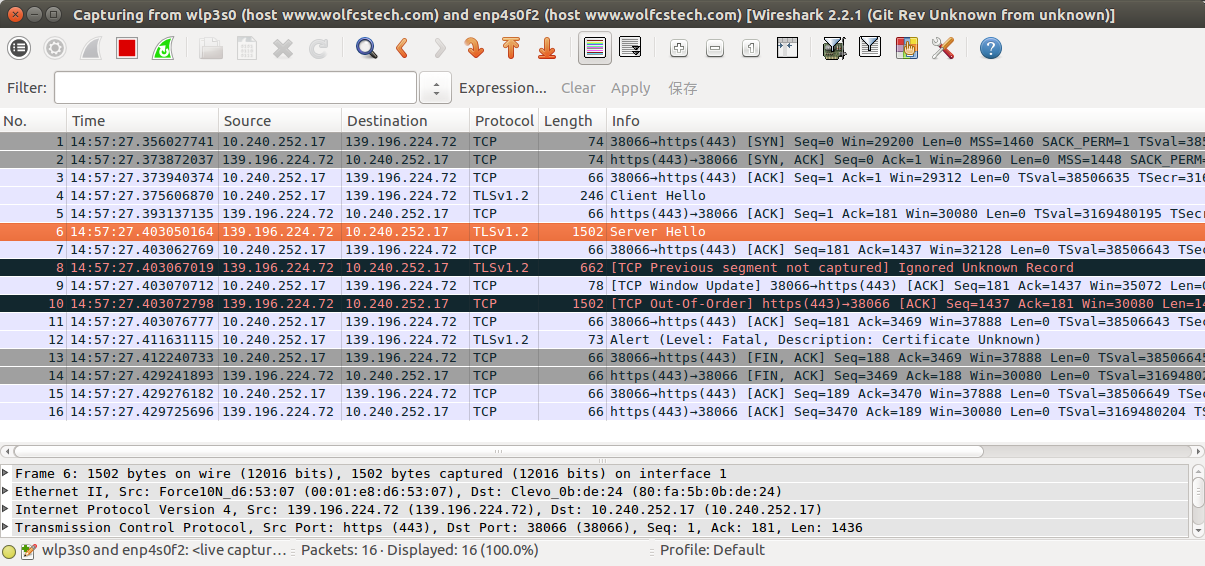 Capturing from wlp3s0 (host www.wolfcstech.com) and enp4s0f2 (host www.wolfcstech.com) [Wireshark 2.2.1 (Git Rev Unknown from unknown)]
Filter: Expression... Clear Apply 保存
No. Time Source Destination Protocol Length Info
1 14:57:27.356027741 10.240.252.17 139.196.224.72 TCP 74 38066→https(443) [SYN] Seq=0 Win=29200 Len=0 MSS=1460 SACK_PERM=1 TSval=385
2 14:57:27.373872037 139.196.224.72 10.240.252.17 TCP 74 https(443)→38066 [SYN, ACK] Seq=0 Ack=1 Win=28960 Len=0 MSS=1448 SACK_PERM=
3 14:57:27.373940374 10.240.252.17 139.196.224.72 TCP 66 38066→https(443) [ACK] Seq=1 Ack=1 Win=29312 Len=0 TSval=38506635 TSecr=316
4 14:57:27.375606870 10.240.252.17 139.196.224.72 TLSv1.2 246 Client Hello
5 14:57:27.393137135 139.196.224.72 10.240.252.17 TCP 66 https(443)→38066 [ACK] Seq=1 Ack=181 Win=30080 Len=0 TSval=3169480195 TSecr
6 14:57:27.403050164 139.196.224.72 10.240.252.17 TLSv1.2 1502 Server Hello
7 14:57:27.403062769 10.240.252.17 139.196.224.72 TCP 66 38066→https(443) [ACK] Seq=181 Ack=1437 Win=32128 Len=0 TSval=38506643 TSec
8 14:57:27.403067019 139.196.224.72 10.240.252.17 TLSv1.2 662 [TCP Previous segment not captured] Ignored Unknown Record
9 14:57:27.403070712 10.240.252.17 139.196.224.72 TCP 78 [TCP Window Update] 38066→https(443) [ACK] Seq=181 Ack=1437 Win=35072 Len=0
10 14:57:27.403072798 139.196.224.72 10.240.252.17 TCP 1502 [TCP Out-Of-Order] https(443)→38066 [ACK] Seq=1437 Ack=181 Win=30080 Len=14
11 14:57:27.403076777 10.240.252.17 139.196.224.72 TCP 66 38066→https(443) [ACK] Seq=181 Ack=3469 Win=37888 Len=0 TSval=38506643 TSec
12 14:57:27.411631115 10.240.252.17 139.196.224.72 TLSv1.2 73 Alert (Level: Fatal, Description: Certificate Unknown)
13 14:57:27.412240733 10.240.252.17 139.196.224.72 TCP 66 38066→https(443) [FIN, ACK] Seq=188 Ack=3469 Win=37888 Len=0 TSval=38506645
14 14:57:27.429241893 139.196.224.72 10.240.252.17 TCP 66 https(443)→38066 [FIN, ACK] Seq=3469 Ack=188 Win=30080 Len=0 TSval=31694802
15 14:57:27.429276182 10.240.252.17 139.196.224.72 TCP 66 38066→https(443) [ACK] Seq=189 Ack=3470 Win=37888 Len=0 TSval=38506649 TSec
16 14:57:27.429725696 139.196.224.72 10.240.252.17 TCP 66 https(443)→38066 [ACK] Seq=3470 Ack=189 Win=30080 Len=0 TSval=3169480204 TS
Frame 6: 1502 bytes on wire (12016 bits), 1502 bytes captured (12016 bits) on interface 1
Ethernet II, Src: Force10N_d6:53:07 (00:01:e8:d6:53:07), Dst: Clevo_0b:de:24 (80:fa:5b:0b:de:24)
Internet Protocol Version 4, Src: 139.196.224.72 (139.196.224.72), Dst: 10.240.252.17 (10.240.252.17)
Transmission Control Protocol, Src Port: https (443), Dst Port: 38066 (38066), Seq: 1, Ack: 181, Len: 1436
wlp3s0 and enp4s0f2: <live captur... Packets: 16 · Displayed: 16 (100.0%) Profile: Default